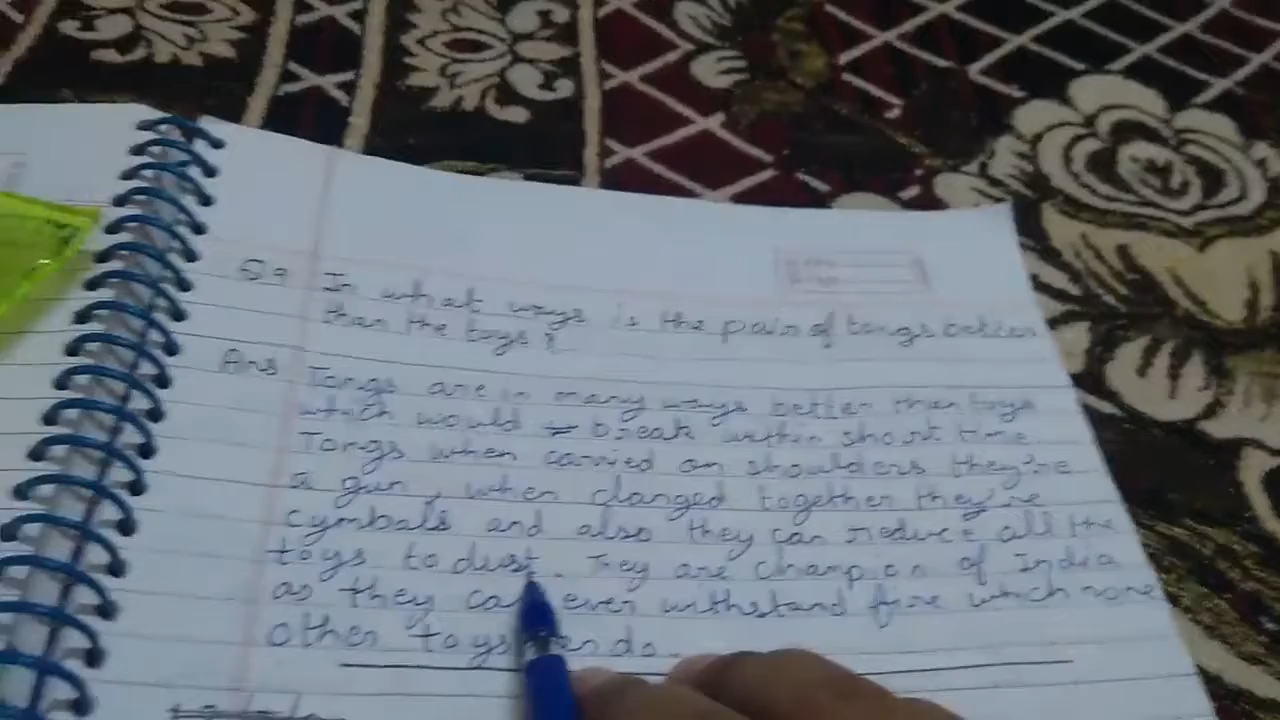 Q9 In what ways is the pair of tongs better
than the toys?
Ans Tongs are in many ways better than toys
which would break within short time.
Tongs when carried on shoulders they're
a gun, when clanged together they're
cymbals and also they can reduce all the
toys to dust. They are champion of India
as they can even withstand fire which none
other toys can do.